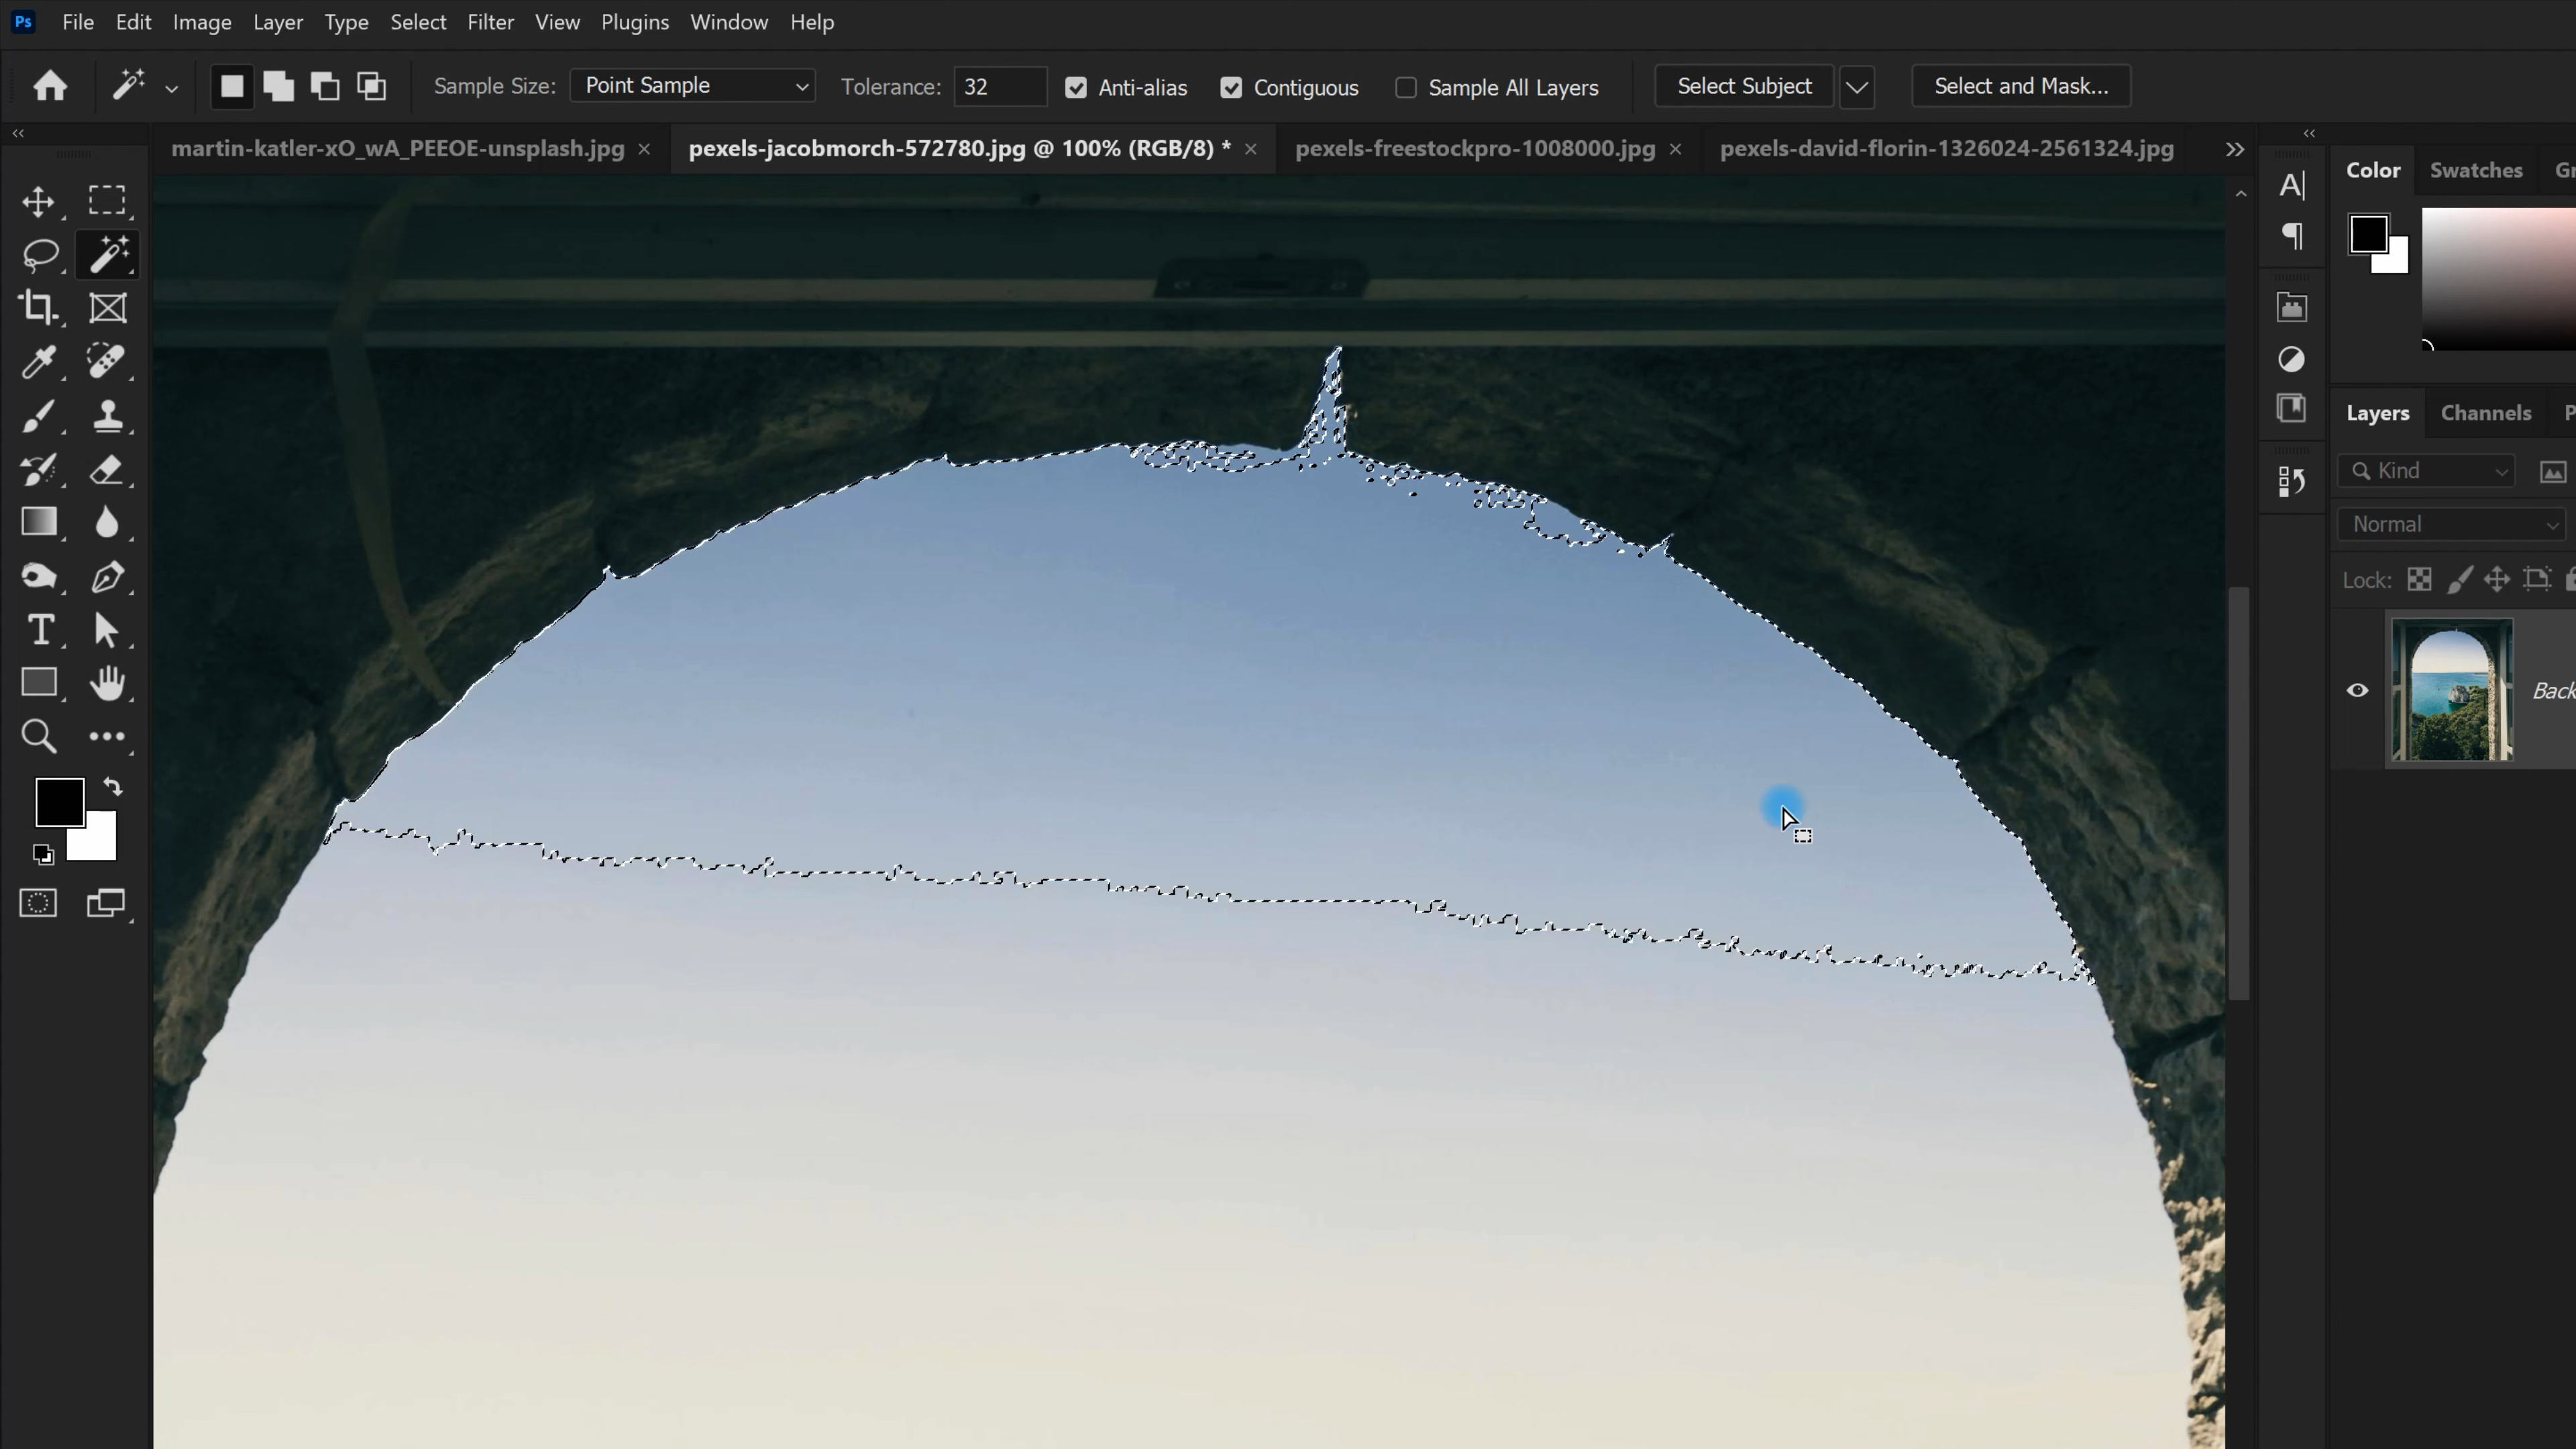 Ps File Edit Image Layer Type Select Filter View Plugins Window Help
Sample Size: Point Sample Tolerance: 32 Anti-alias Contiguous Sample All Layers Select Subject Select and Mask...
martin-katler-xO_wA_PEEOE-unsplash.jpg × pexels-jacobmorch-572780.jpg @ 100% (RGB/8) * × pexels-freestockpro-1008000.jpg × pexels-david-florin-1326024-2561324.jpg
Color Swatches Gr
Layers Channels P
Kind
Normal
Lock:
Back